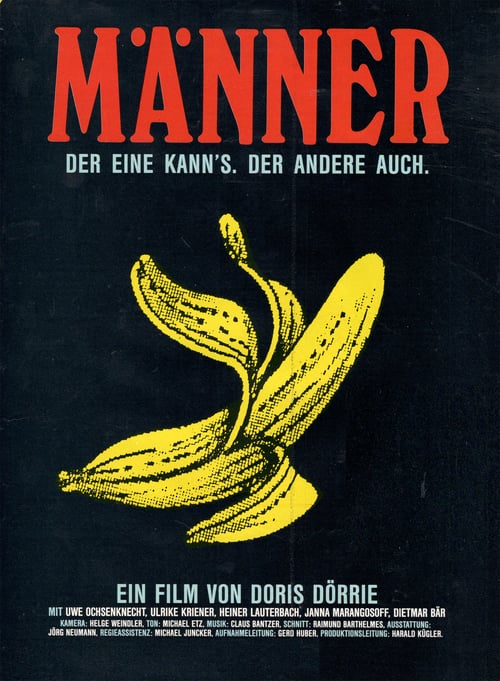 MÄNNER
DER EINE KANN'S. DER ANDERE AUCH.
EIN FILM VON DORIS DÖRRIE
MIT UWE OCHSENKNECHT, ULRIKE KRIENER, HEINER LAUTERBACH, JANNA MARANGOSOFF, DIETMAR BÄR
KAMERA: HELGE WEINDLER, TON: MICHAEL ETZ, MUSIK: CLAUS BANTZER, SCHNITT: RAIMUND BARTHELMES, AUSSTATTUNG:
JÖRG NEUMANN, REGIEASSISTENZ: MICHAEL JUNCKER, AUFNAHMELEITUNG: GERD HUBER, PRODUKTIONSLEITUNG: HARALD KÜGLER.